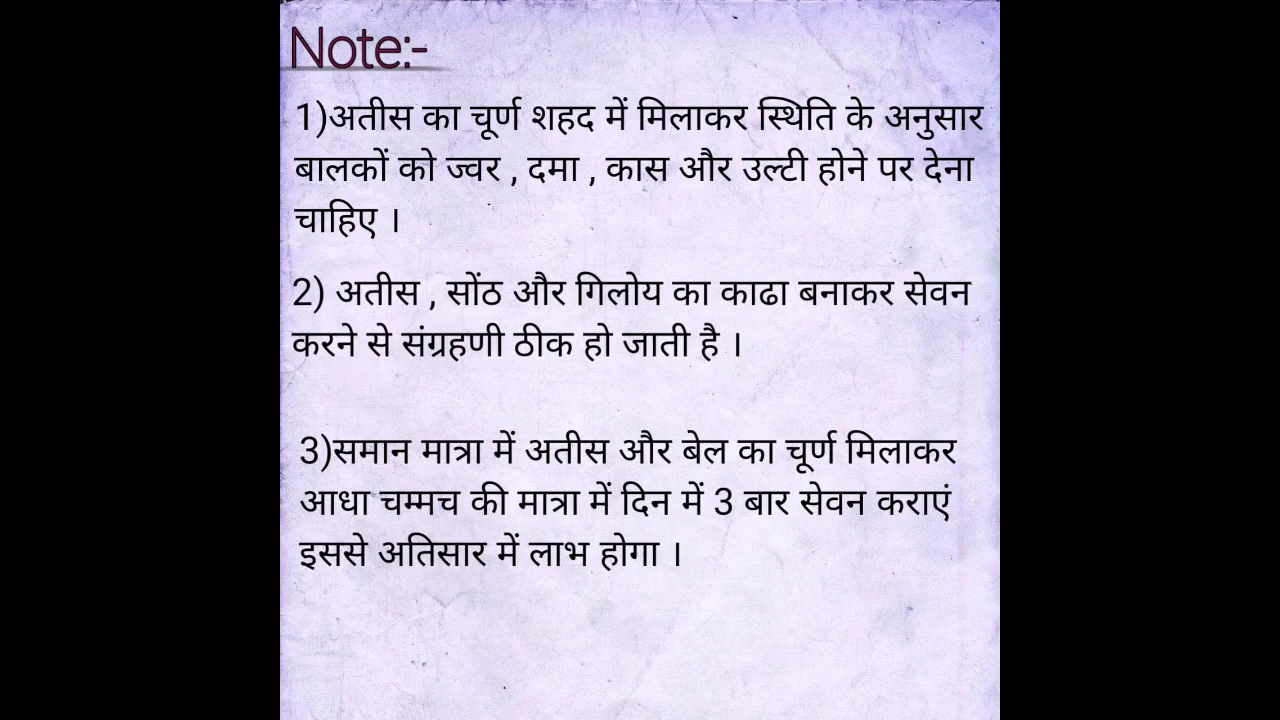 Note:-
1)अतीस का चूर्ण शहद में मिलाकर स्थिति के अनुसार
बालकों को ज्वर , दमा , कास और उल्टी होने पर देना
चाहिए ।
2) अतीस , सोंठ और गिलोय का काढा बनाकर सेवन
करने से संग्रहणी ठीक हो जाती है ।
3)समान मात्रा में अतीस और बेल का चूर्ण मिलाकर
आधा चम्मच की मात्रा में दिन में 3 बार सेवन कराएं
इससे अतिसार में लाभ होगा ।